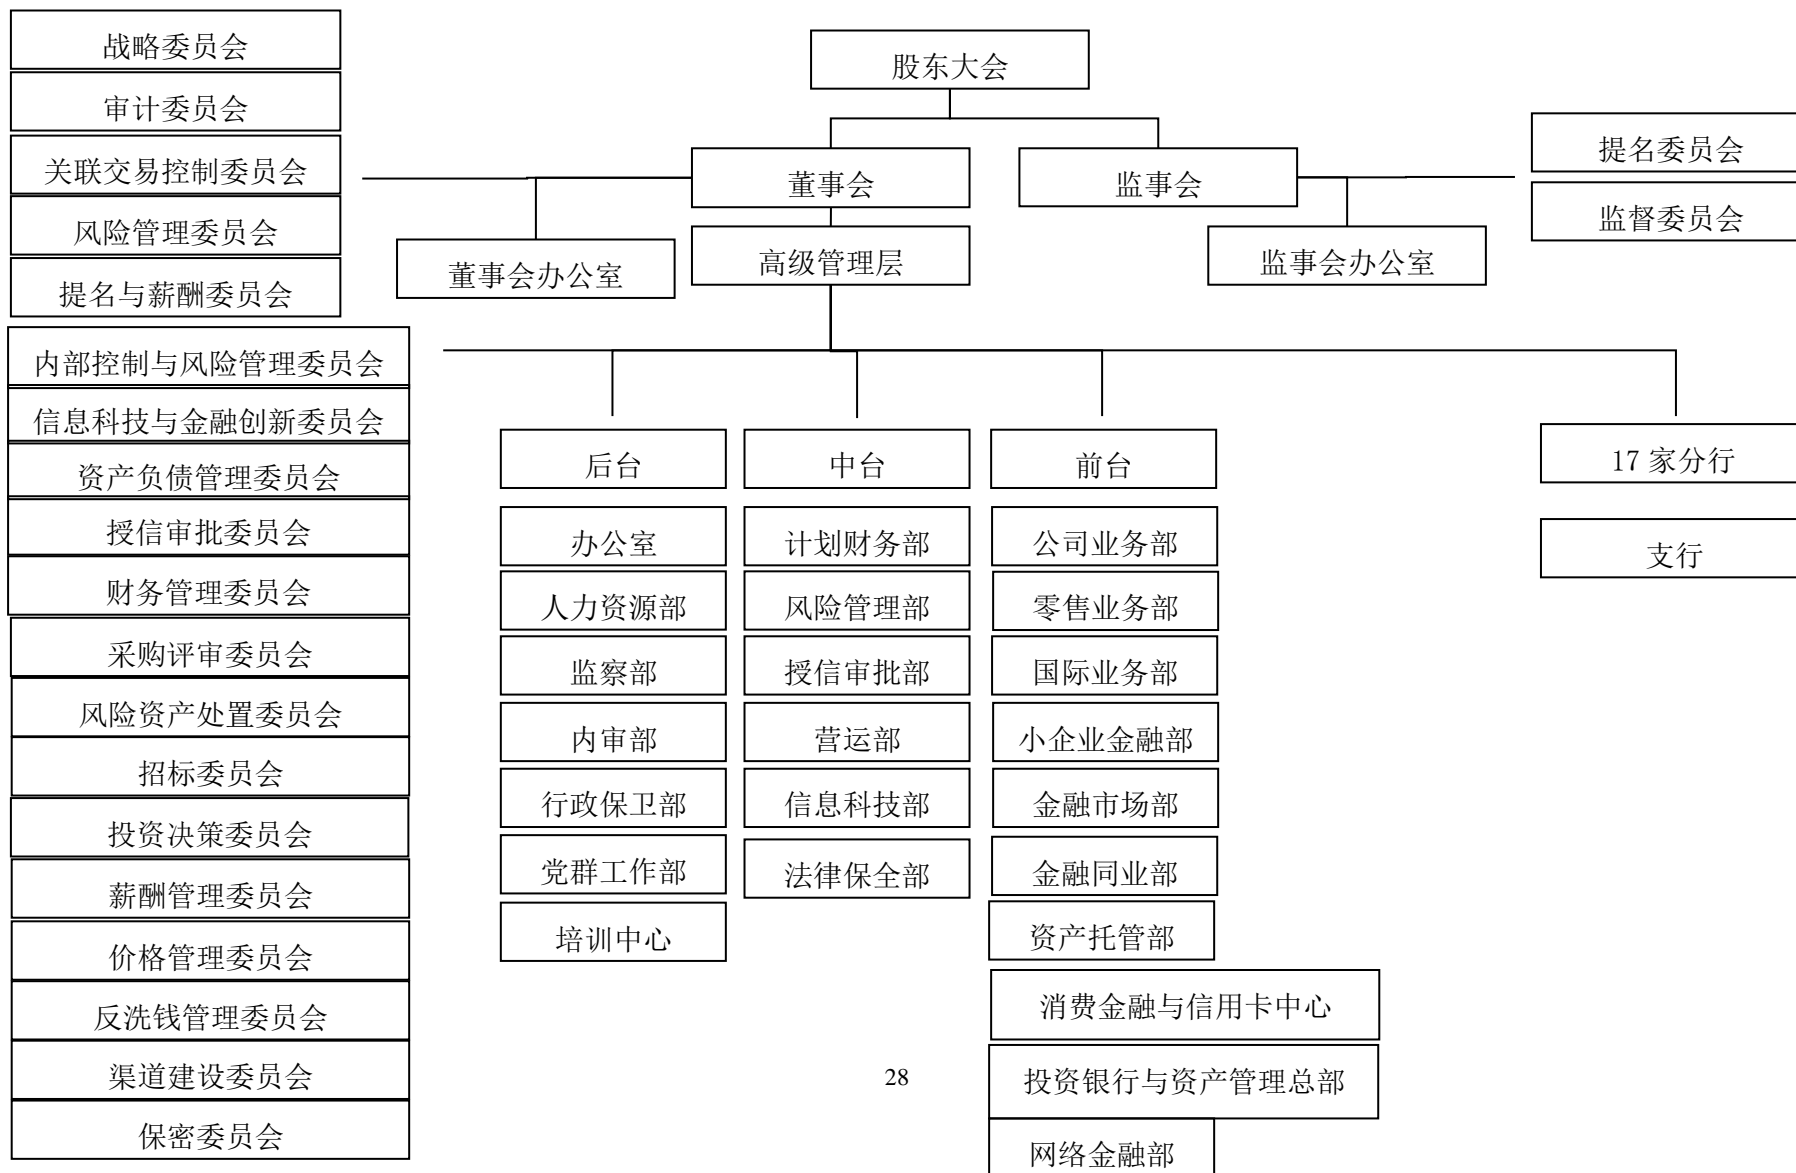 战略委员会
审计委员会
关联交易控制委员会
风险管理委员会
提名与薪酬委员会
股东大会
董事会
监事会
提名委员会
监督委员会
董事会办公室
高级管理层
监事会办公室
内部控制与风险管理委员会
信息科技与金融创新委员会
资产负债管理委员会
授信审批委员会
财务管理委员会
采购评审委员会
风险资产处置委员会
招标委员会
投资决策委员会
薪酬管理委员会
价格管理委员会
反洗钱管理委员会
渠道建设委员会
保密委员会
后台
办公室
人力资源部
监察部
内审部
行政保卫部
党群工作部
培训中心
中台
计划财务部
风险管理部
授信审批部
营运部
信息科技部
法律保全部
前台
公司业务部
零售业务部
国际业务部
小企业金融部
金融市场部
金融同业部
资产托管部
消费金融与信用卡中心
投资银行与资产管理总部
网络金融部
17 家分行
支行
28